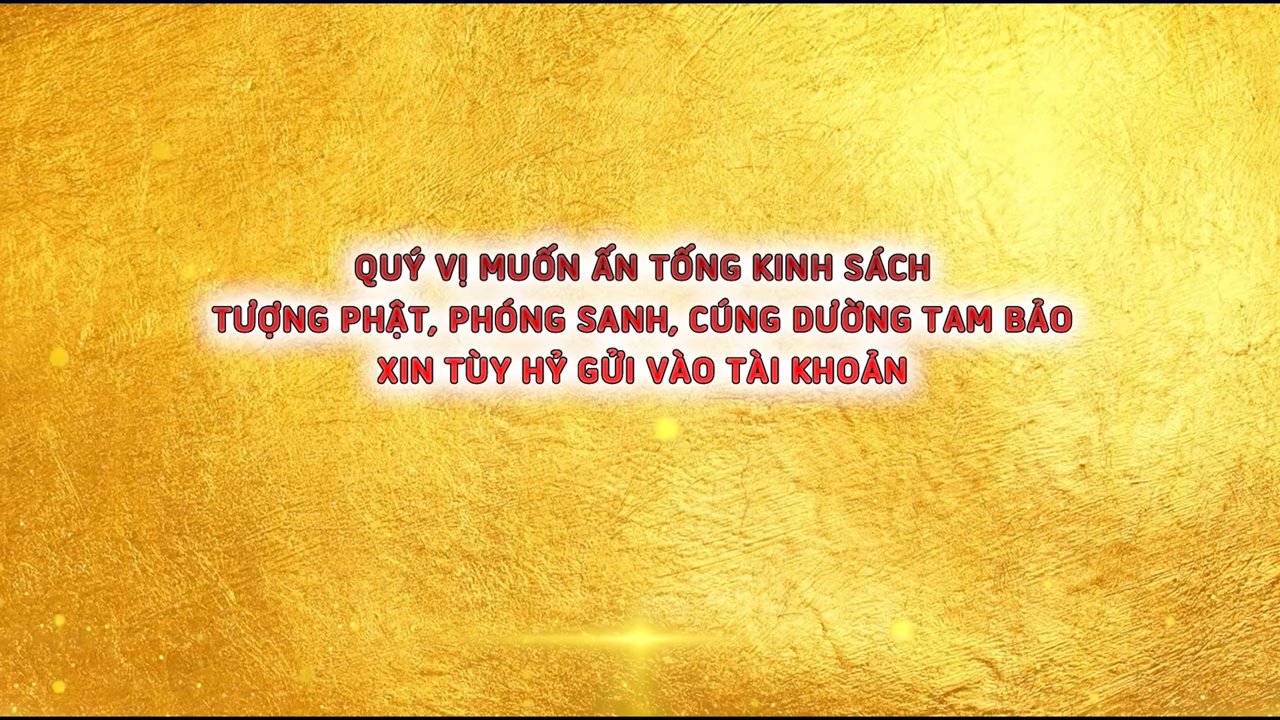 QUÝ VỊ MUỐN ẤN TỐNG KINH SÁCH
TƯỢNG PHẬT, PHÓNG SANH, CÚNG DƯỜNG TAM BẢO
XIN TÙY HỶ GỬI VÀO TÀI KHOẢN